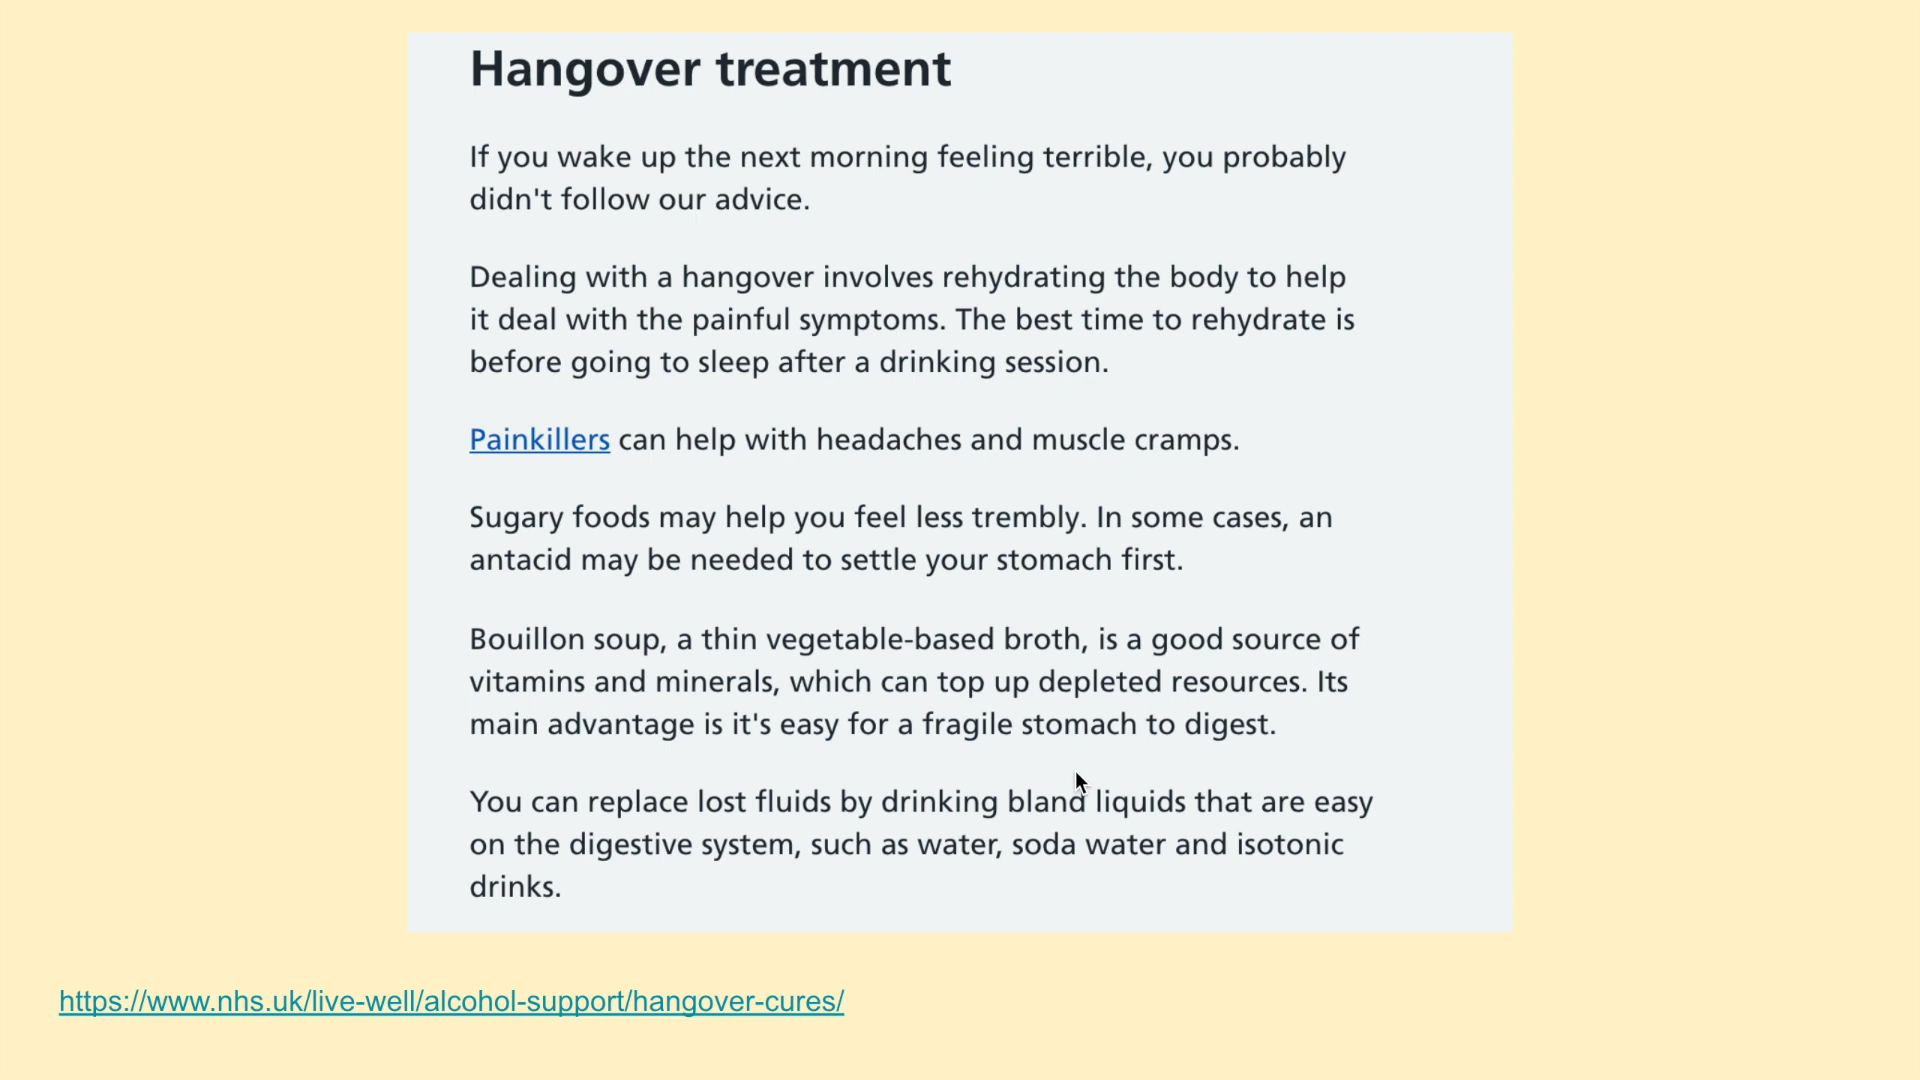 Hangover treatment
If you wake up the next morning feeling terrible, you probably
didn't follow our advice.
Dealing with a hangover involves rehydrating the body to help
it deal with the painful symptoms. The best time to rehydrate is
before going to sleep after a drinking session.
Painkillers can help with headaches and muscle cramps.
Sugary foods may help you feel less trembly. In some cases, an
antacid may be needed to settle your stomach first.
Bouillon soup, a thin vegetable-based broth, is a good source of
vitamins and minerals, which can top up depleted resources. Its
main advantage is it's easy for a fragile stomach to digest.
You can replace lost fluids by drinking bland liquids that are easy
on the digestive system, such as water, soda water and isotonic
drinks.
https://www.nhs.uk/live-well/alcohol-support/hangover-cures/